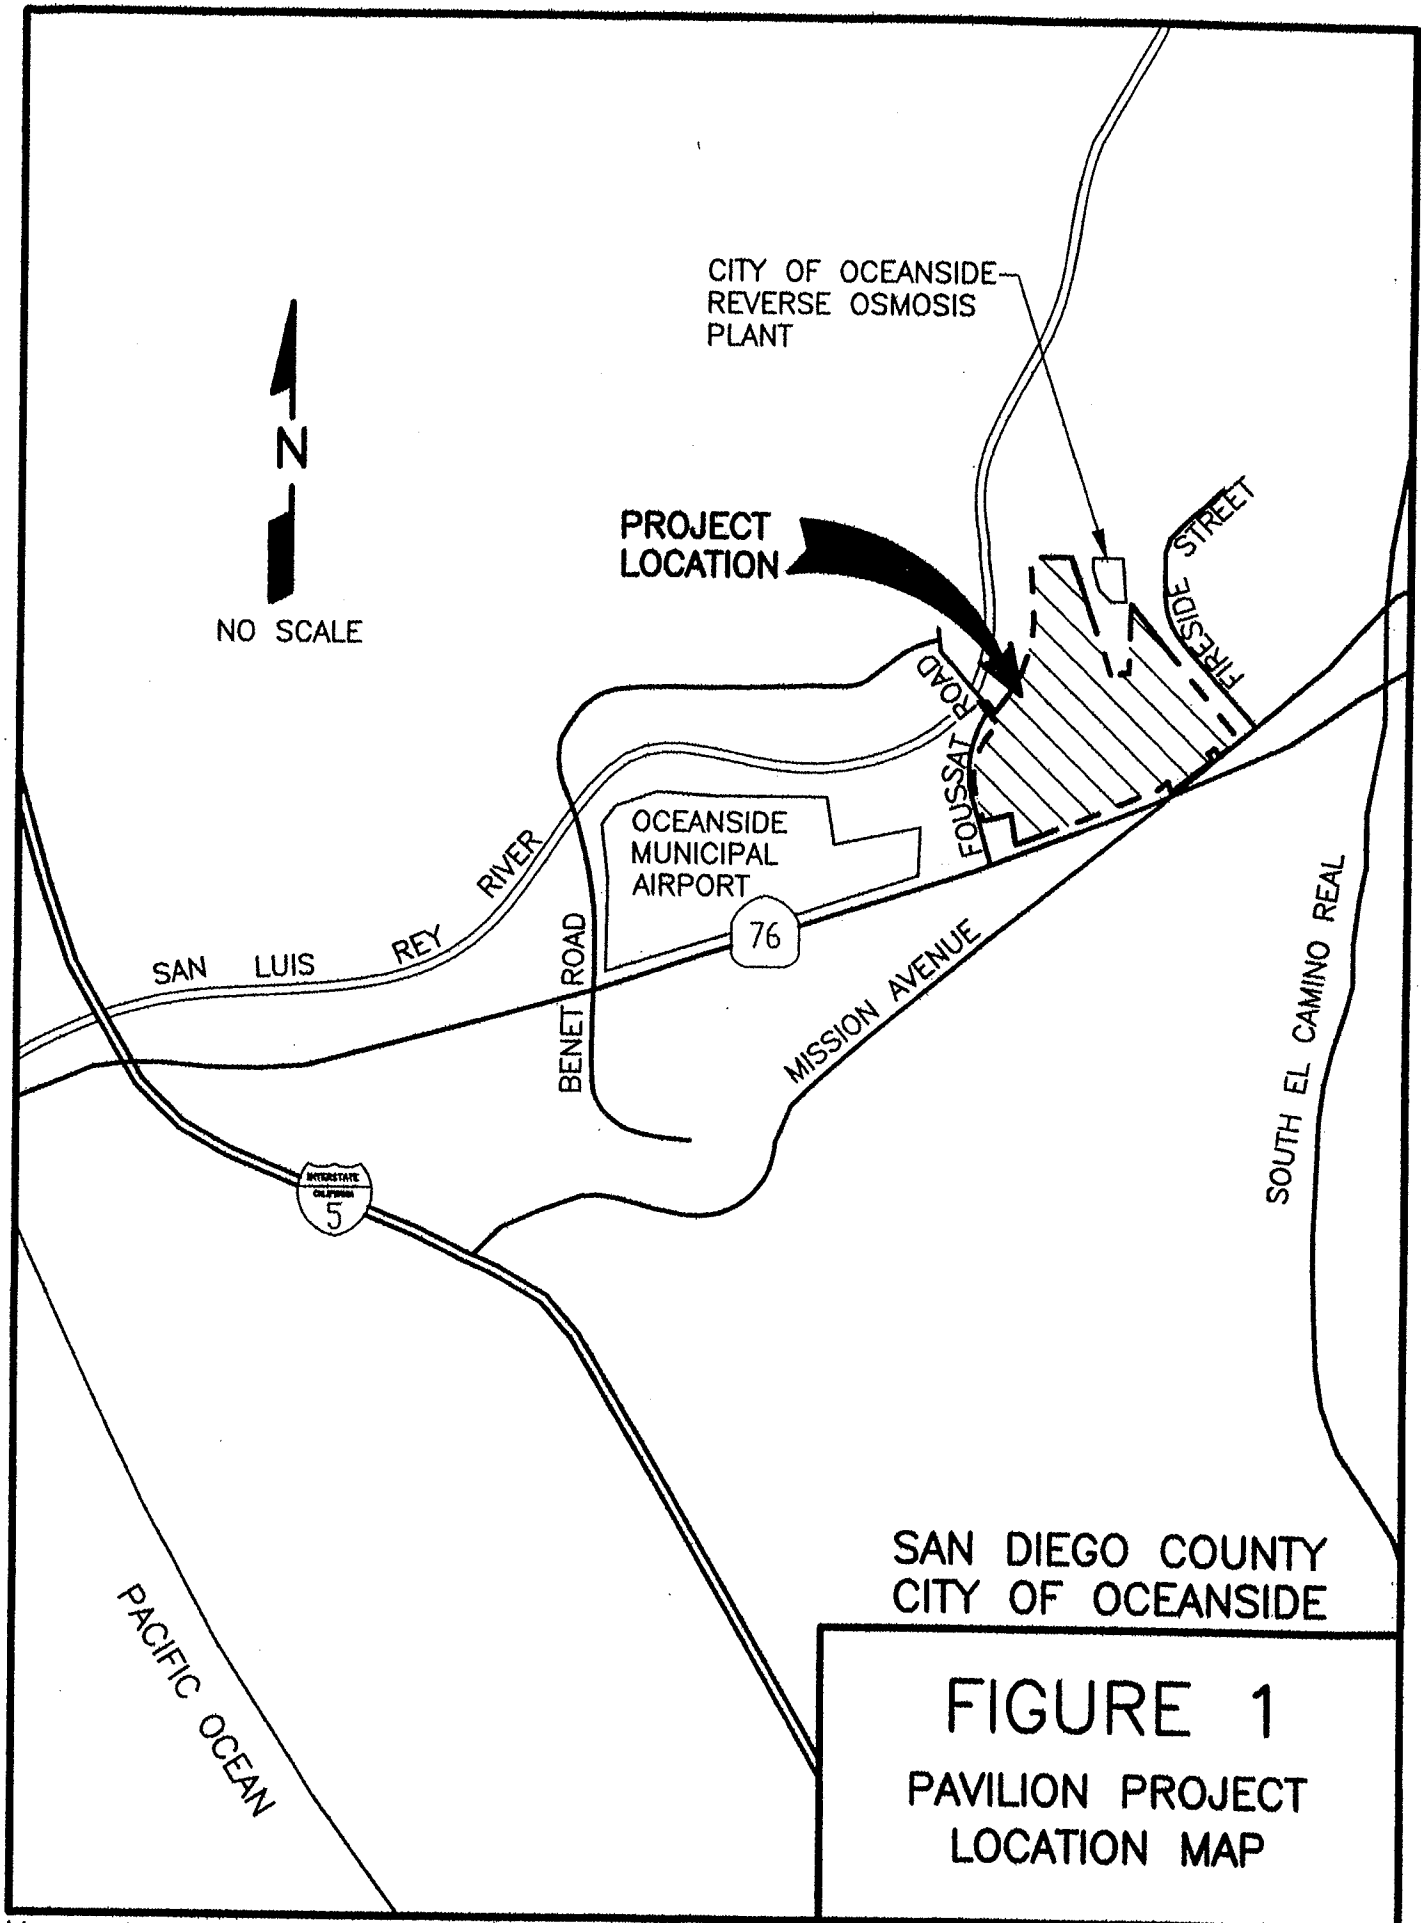 CITY OF OCEANSIDE
REVERSE OSMOSIS
PLANT
N
NO SCALE
PROJECT
LOCATION
FIRESIDE STREET
FOUSSAT ROAD
OCEANSIDE
MUNICIPAL
AIRPORT
76
SAN LUIS REY RIVER
BENET ROAD
MISSION AVENUE
SOUTH EL CAMINO REAL
INTERSTATE
CALIFORNIA
5
PACIFIC OCEAN
SAN DIEGO COUNTY
CITY OF OCEANSIDE
FIGURE 1
PAVILION PROJECT
LOCATION MAP